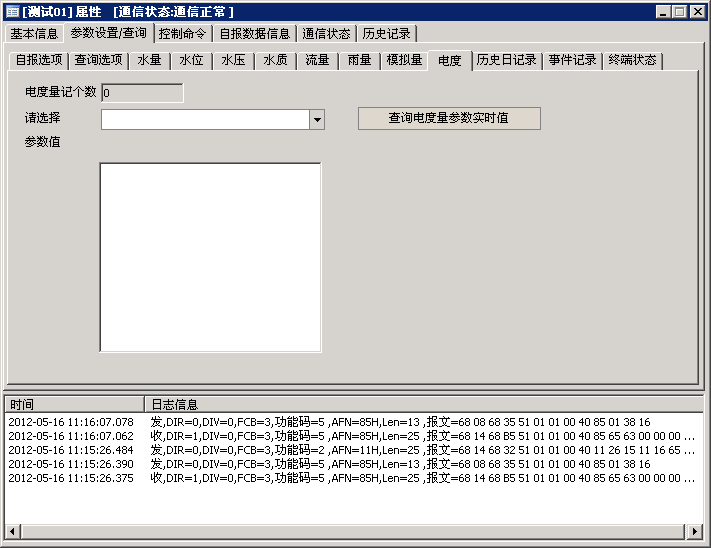 [测试01] 属性 [通信状态:通信正常 ]
基本信息 参数设置/查询 控制命令 自报数据信息 通信状态 历史记录
自报选项 查询选项 水量 水位 水压 水质 流量 雨量 模拟量 电度 历史日记录 事件记录 终端状态
电度量记个数 0
请选择 查询电度量参数实时值
参数值
时间 日志信息
2012-05-16 11:16:07.078 发,DIR=0,DIV=0,FCB=3,功能码=5 ,AFN=85H,Len=13 ,报文=68 08 68 35 51 01 01 00 40 85 01 38 16
2012-05-16 11:16:07.062 收,DIR=1,DIV=0,FCB=3,功能码=5 ,AFN=85H,Len=25 ,报文=68 14 68 B5 51 01 01 00 40 85 65 63 00 00 00 ...
2012-05-16 11:15:26.484 发,DIR=0,DIV=0,FCB=3,功能码=2 ,AFN=11H,Len=25 ,报文=68 14 68 32 51 01 01 00 40 11 26 15 11 16 65 ...
2012-05-16 11:15:26.390 发,DIR=0,DIV=0,FCB=3,功能码=5 ,AFN=85H,Len=13 ,报文=68 08 68 35 51 01 01 00 40 85 01 38 16
2012-05-16 11:15:26.375 收,DIR=1,DIV=0,FCB=3,功能码=5 ,AFN=85H,Len=25 ,报文=68 14 68 B5 51 01 01 00 40 85 65 63 00 00 00 ...